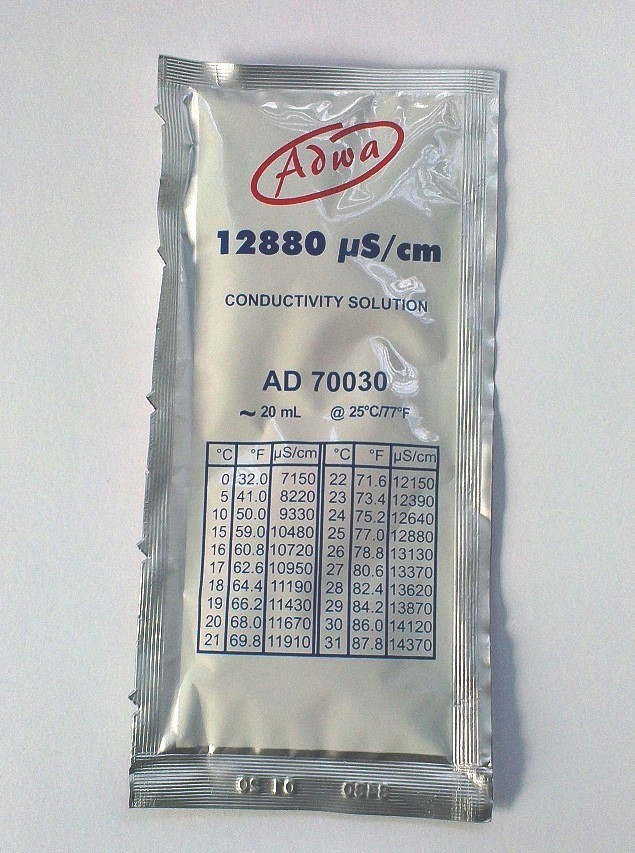 Adwa
12880 µS/cm
CONDUCTIVITY SOLUTION
AD 70030
~ 20 mL @ 25°C/77°F
°C °F µS/cm °C °F µS/cm
0 32.0 7150 22 71.6 12150
5 41.0 8220 23 73.4 12390
10 50.0 9330 24 75.2 12640
15 59.0 10480 25 77.0 12880
16 60.8 10720 26 78.8 13130
17 62.6 10950 27 80.6 13370
18 64.4 11190 28 82.4 13620
19 66.2 11430 29 84.2 13870
20 68.0 11670 30 86.0 14120
21 69.8 11910 31 87.8 14370